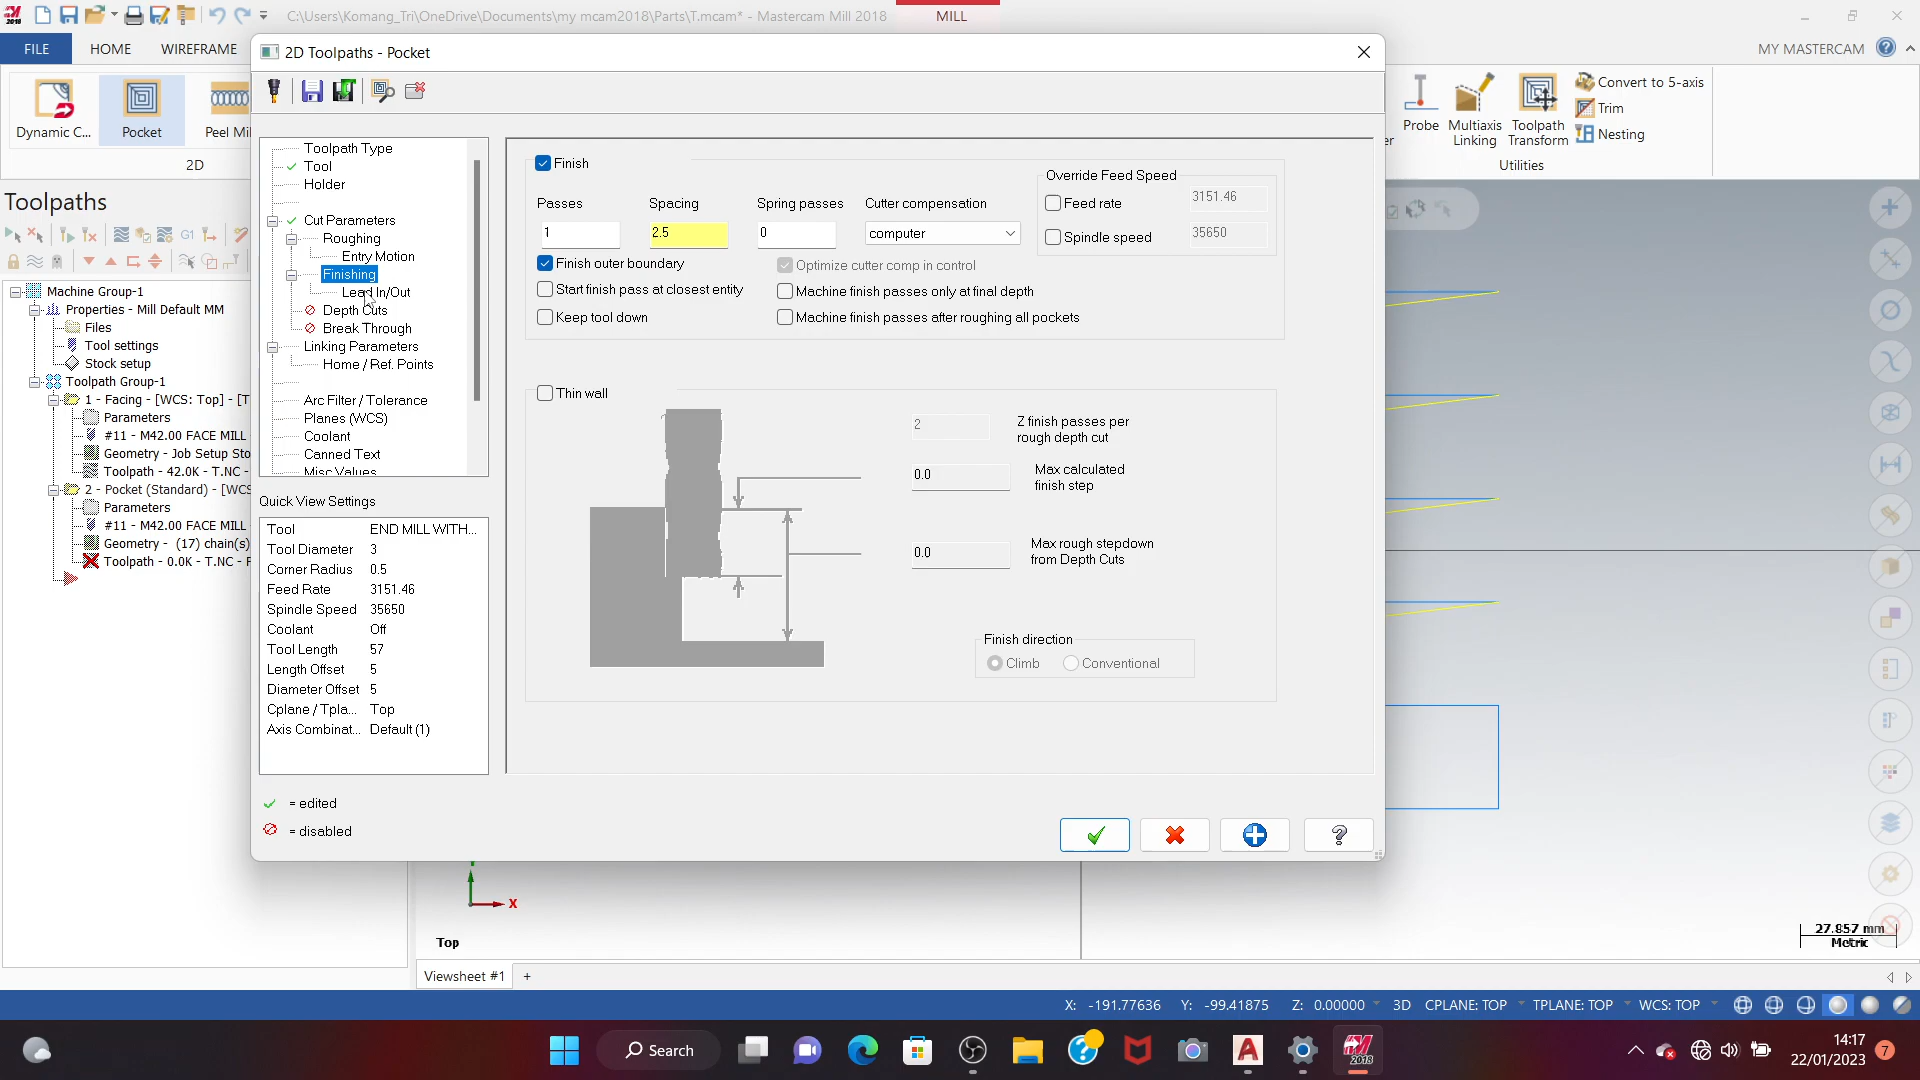 C:\Users\Komang_Tri\OneDrive\Documents\my mcam2018\Parts\T.mcam* - Mastercam Mill 2018
MILL
FILE
HOME
WIREFRAME
MY MASTERCAM
Dynamic C...
Pocket
Peel Mil
2D
Probe
Multiaxis Linking
Toolpath Transform
Convert to 5-axis
Trim
Nesting
Utilities
2D Toolpaths - Pocket
Toolpaths
Machine Group-1
Properties - Mill Default MM
Files
Tool settings
Stock setup
Toolpath Group-1
1 - Facing - [WCS: Top] - [T
Parameters
#11 - M42.00 FACE MILL
Geometry - Job Setup Sto
Toolpath - 42.0K - T.NC -
2 - Pocket (Standard) - [WCS
Parameters
#11 - M42.00 FACE MILL
Geometry - (17) chain(s)
Toolpath - 0.0K - T.NC - F
Toolpath Type
Tool
Holder
Cut Parameters
Roughing
Entry Motion
Finishing
Lead In/Out
Depth Cuts
Break Through
Linking Parameters
Home / Ref. Points
Arc Filter / Tolerance
Planes (WCS)
Coolant
Canned Text
Misc Values
Quick View Settings
Tool END MILL WITH...
Tool Diameter 3
Corner Radius 0.5
Feed Rate 3151.46
Spindle Speed 35650
Coolant Off
Tool Length 57
Length Offset 5
Diameter Offset 5
Cplane / Tpla... Top
Axis Combinat... Default (1)
= edited
= disabled
Finish
Passes
1
Spacing
2.5
Spring passes
0
Cutter compensation
computer
Override Feed Speed
Feed rate 3151.46
Spindle speed 35650
Finish outer boundary
Start finish pass at closest entity
Keep tool down
Optimize cutter comp in control
Machine finish passes only at final depth
Machine finish passes after roughing all pockets
Thin wall
2
Z finish passes per
rough depth cut
0.0
Max calculated
finish step
0.0
Max rough stepdown
from Depth Cuts
Finish direction
Climb
Conventional
X
Top
27.857 mm
Metric
Viewsheet #1
+
X: -191.77636 Y: -99.41875 Z: 0.00000 3D CPLANE: TOP TPLANE: TOP WCS: TOP
Search
2018
14:17
22/01/2023
7